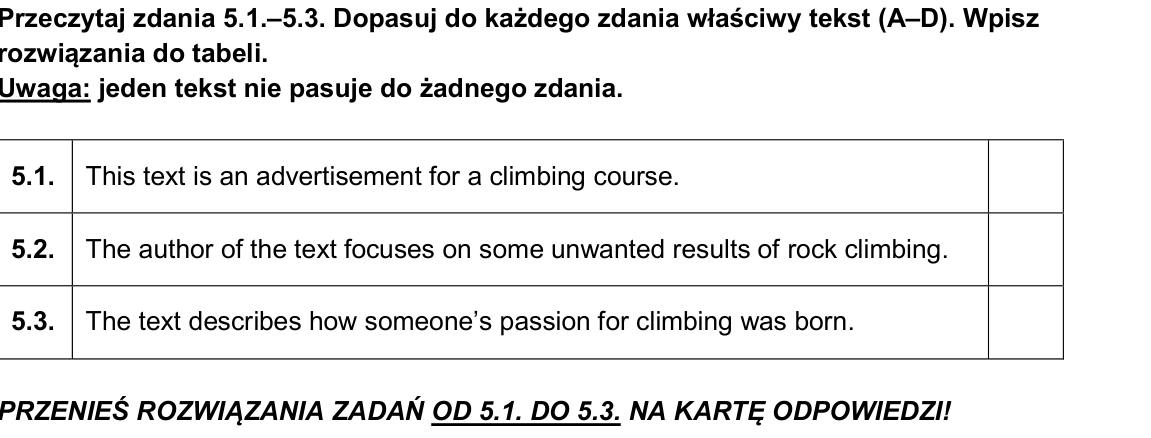 Przeczytaj zdania 5.1.–5.3. Dopasuj do każdego zdania właściwy tekst (A–D). Wpisz
rozwiązania do tabeli.
Uwaga: jeden tekst nie pasuje do żadnego zdania.
5.1. This text is an advertisement for a climbing course.
5.2. The author of the text focuses on some unwanted results of rock climbing.
5.3. The text describes how someone’s passion for climbing was born.
PRZENIEŚ ROZWIĄZANIA ZADAŃ OD 5.1. DO 5.3. NA KARTĘ ODPOWIEDZI!